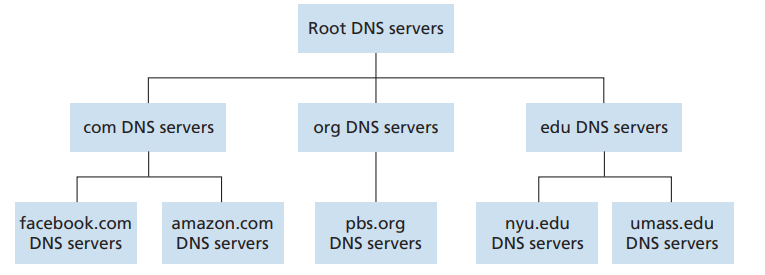 Root DNS servers
com DNS servers
org DNS servers
edu DNS servers
facebook.com
DNS servers
amazon.com
DNS servers
pbs.org
DNS servers
nyu.edu
DNS servers
umass.edu
DNS servers